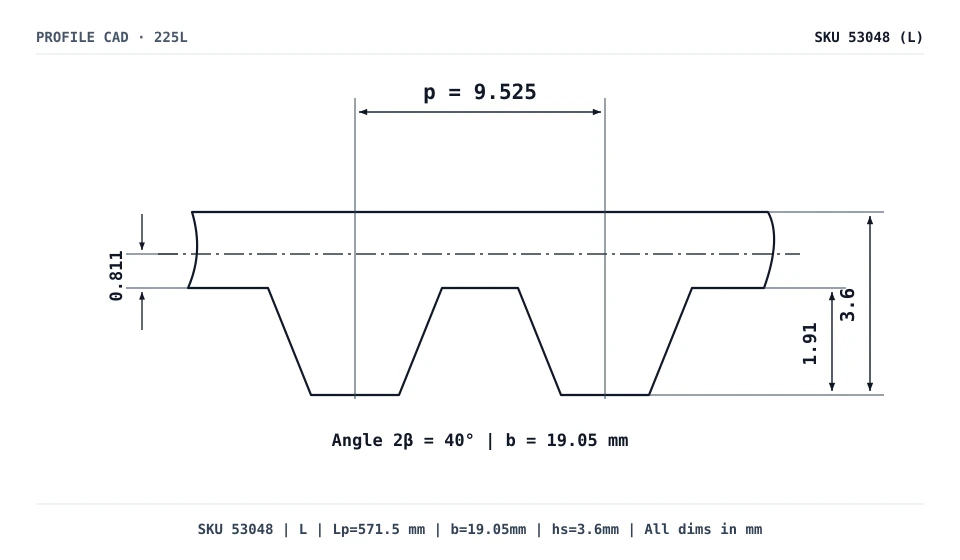 PROFILE CAD · 225L
SKU 53048 (L)
p = 9.525
0.811
3.6
1.91
Angle 2β = 40° | b = 19.05 mm
SKU 53048 | L | Lp=571.5 mm | b=19.05mm | hs=3.6mm | All dims in mm